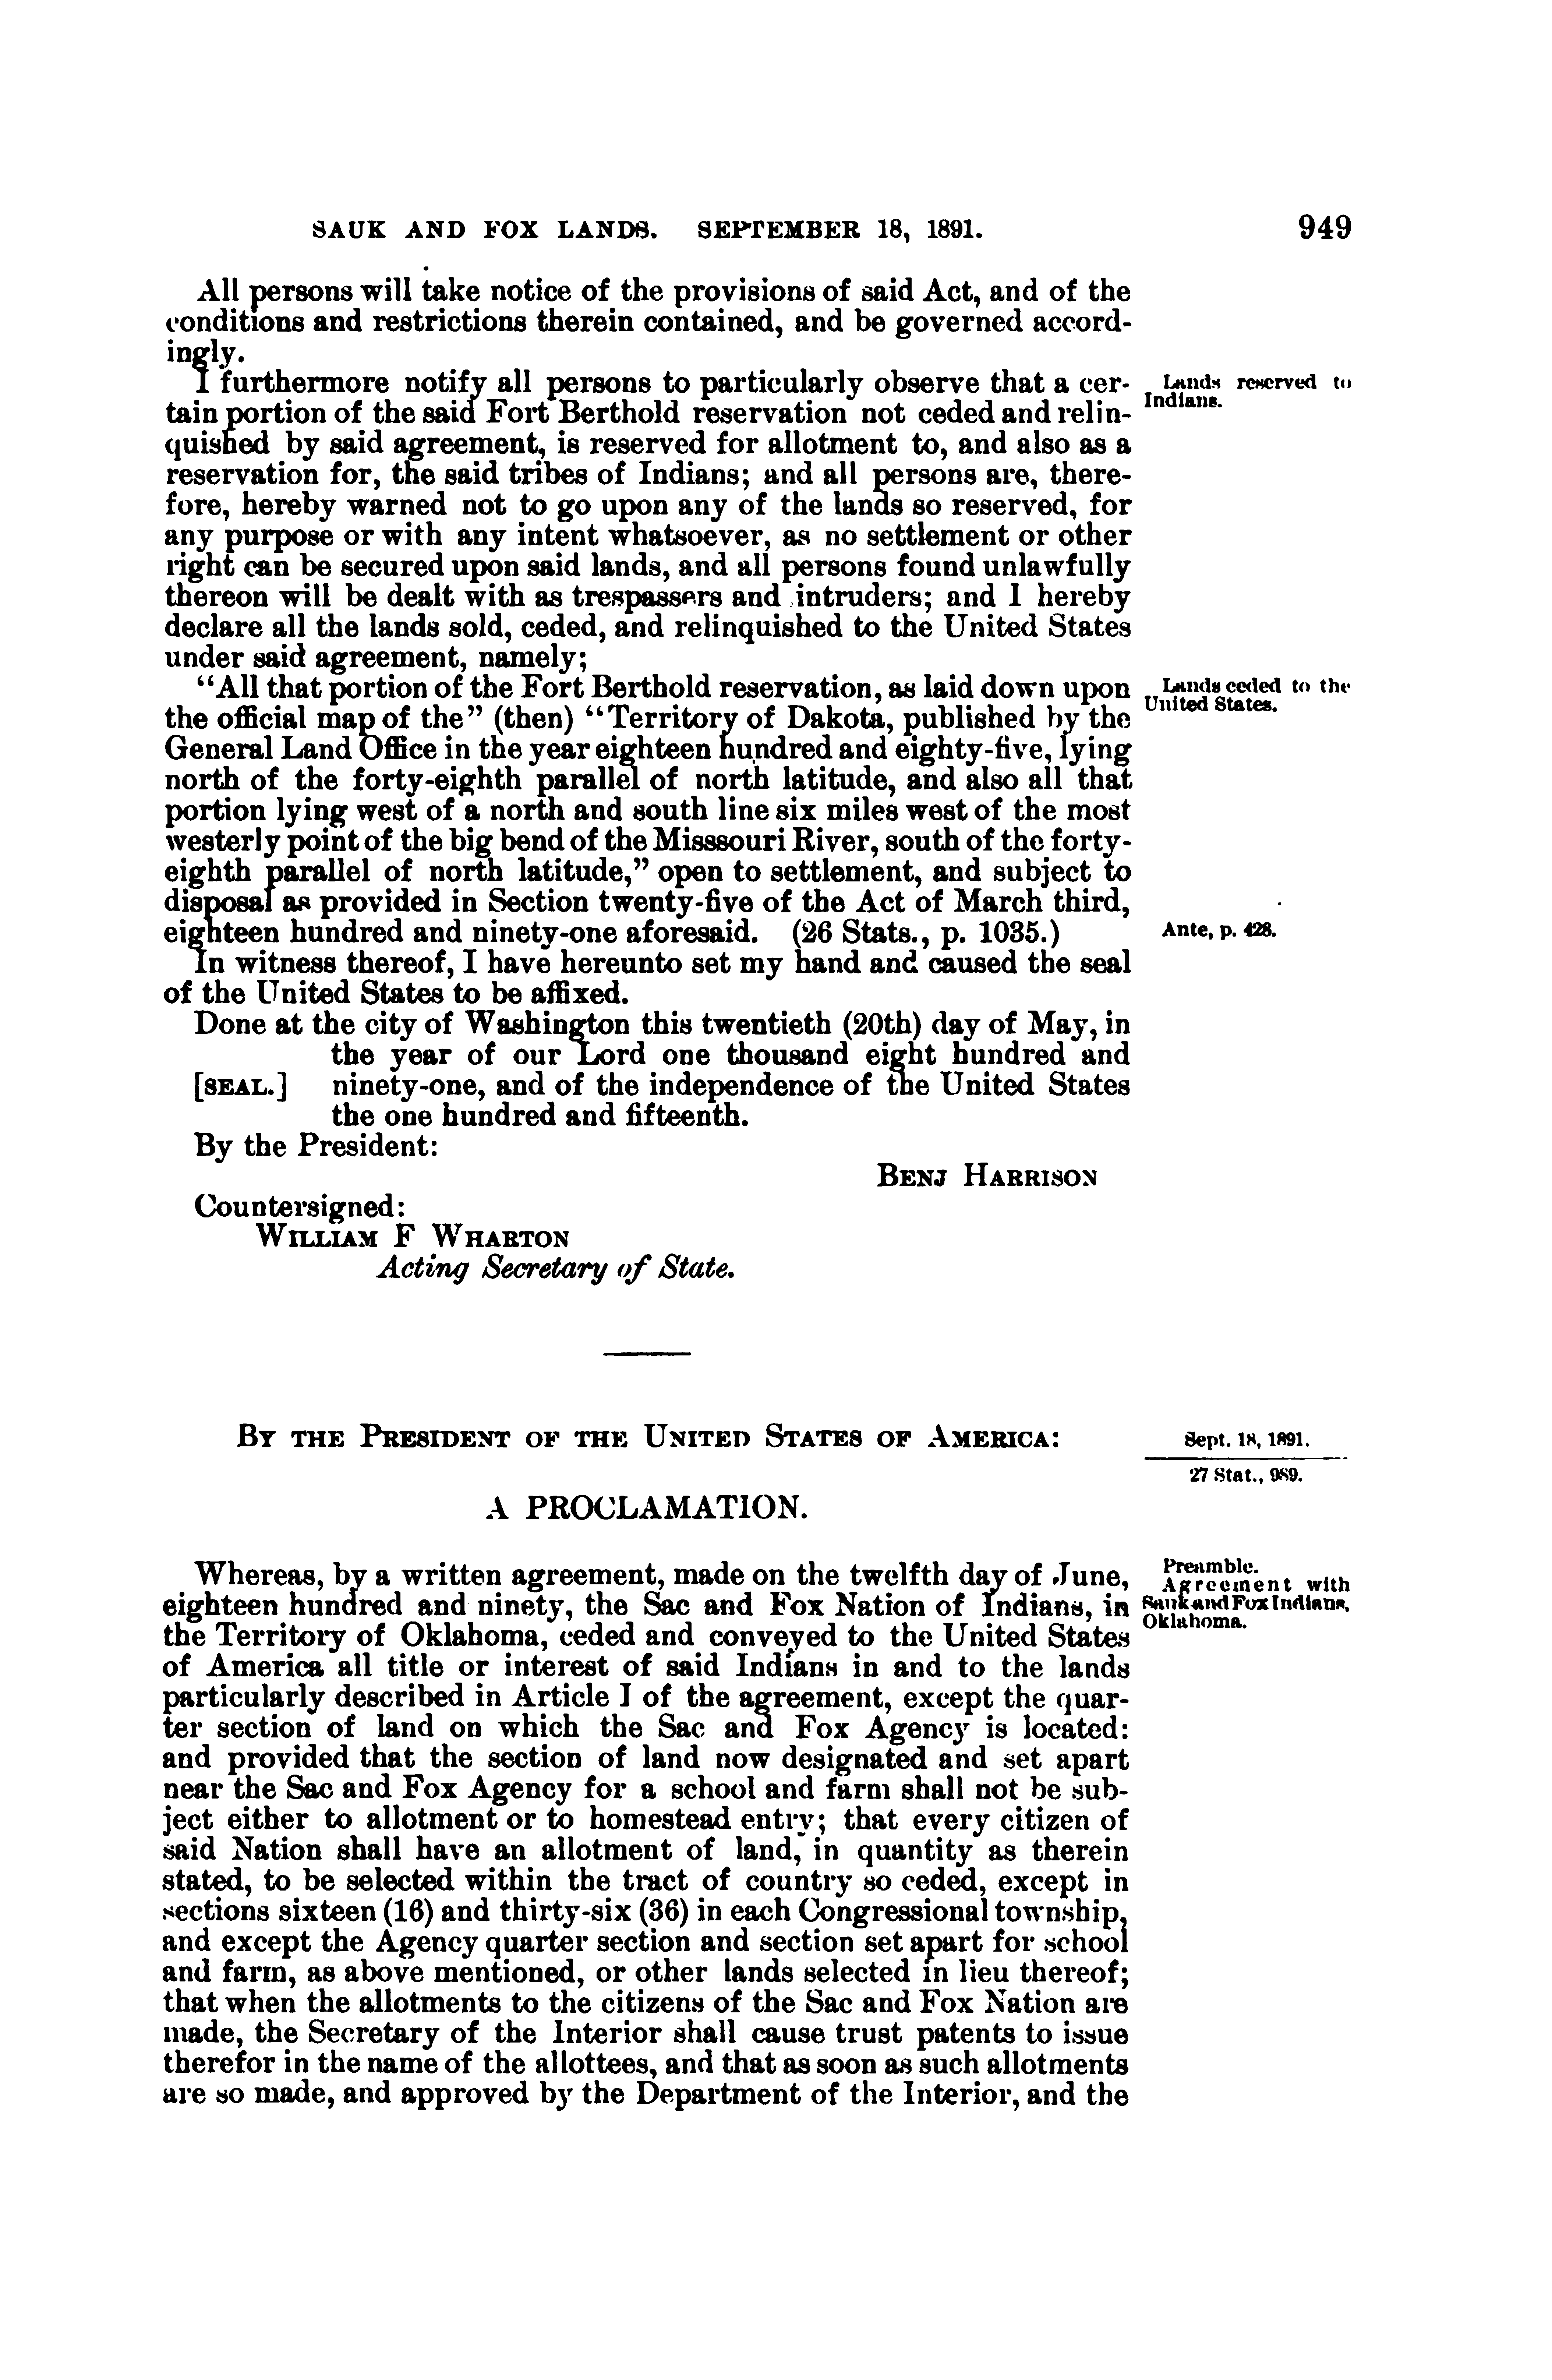 SAUK AND FOX LANDS. SEPTEMBER 18, 1891. 949
All persons will take notice of the provisions of said Act, and of the
conditions and restrictions therein contained, and be governed accord-
ingly.
I furthermore notify all persons to particularly observe that a cer-
tain portion of the said Fort Berthold reservation not ceded and relin-
quished by said agreement, is reserved for allotment to, and also as a
reservation for, the said tribes of Indians; and all persons are, there-
fore, hereby warned not to go upon any of the lands so reserved, for
any purpose or with any intent whatsoever, as no settlement or other
right can be secured upon said lands, and all persons found unlawfully
thereon will be dealt with as trespassers and intruders; and I hereby
declare all the lands sold, ceded, and relinquished to the United States
under said agreement, namely;
Lands reserved to
Indians.
“All that portion of the Fort Berthold reservation, as laid down upon
the official map of the” (then) “Territory of Dakota, published by the
General Land Office in the year eighteen hundred and eighty-five, lying
north of the forty-eighth parallel of north latitude, and also all that
portion lying west of a north and south line six miles west of the most
westerly point of the big bend of the Misssouri River, south of the forty-
eighth parallel of north latitude,” open to settlement, and subject to
disposal as provided in Section twenty-five of the Act of March third,
eighteen hundred and ninety-one aforesaid. (26 Stats., p. 1035.)
Lands ceded to the
United States.
Ante, p. 428.
In witness thereof, I have hereunto set my hand and caused the seal
of the United States to be affixed.
Done at the city of Washington this twentieth (20th) day of May, in
the year of our Lord one thousand eight hundred and
[SEAL.] ninety-one, and of the independence of the United States
the one hundred and fifteenth.
By the President:
BENJ HARRISON
Countersigned:
WILLIAM F WHARTON
Acting Secretary of State.
BY THE PRESIDENT OF THE UNITED STATES OF AMERICA:
Sept. 18, 1891.
27 Stat., 989.
A PROCLAMATION.
Whereas, by a written agreement, made on the twelfth day of June,
eighteen hundred and ninety, the Sac and Fox Nation of Indians, in
the Territory of Oklahoma, ceded and conveyed to the United States
of America all title or interest of said Indians in and to the lands
particularly described in Article I of the agreement, except the quar-
ter section of land on which the Sac and Fox Agency is located:
and provided that the section of land now designated and set apart
near the Sac and Fox Agency for a school and farm shall not be sub-
ject either to allotment or to homestead entry; that every citizen of
said Nation shall have an allotment of land, in quantity as therein
stated, to be selected within the tract of country so ceded, except in
sections sixteen (16) and thirty-six (36) in each Congressional township,
and except the Agency quarter section and section set apart for school
and farm, as above mentioned, or other lands selected in lieu thereof;
that when the allotments to the citizens of the Sac and Fox Nation are
made, the Secretary of the Interior shall cause trust patents to issue
therefor in the name of the allottees, and that as soon as such allotments
are so made, and approved by the Department of the Interior, and the
Preamble.
Agreement with
Sauk and Fox Indians,
Oklahoma.